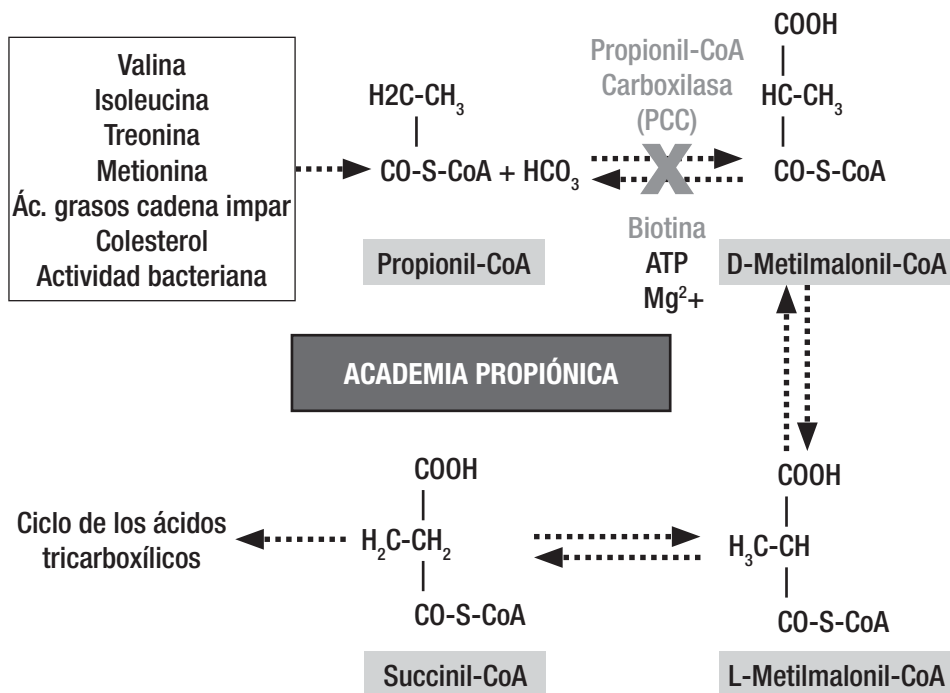 Valina
Isoleucina
Treonina
Metionina
Ác. grasos cadena impar
Colesterol
Actividad bacteriana
H2C-CH₃
CO-S-CoA + HCO₃
Propionil-CoA
Propionil-CoA
Carboxilasa
(PCC)
X
Biotina
ATP
Mg²+
COOH
HC-CH₃
CO-S-CoA
D-Metilmalonil-CoA
ACADEMIA PROPIÓNICA
Ciclo de los ácidos
tricarboxílicos
COOH
H₂C-CH₂
CO-S-CoA
Succinil-CoA
COOH
H₃C-CH
CO-S-CoA
L-Metilmalonil-CoA